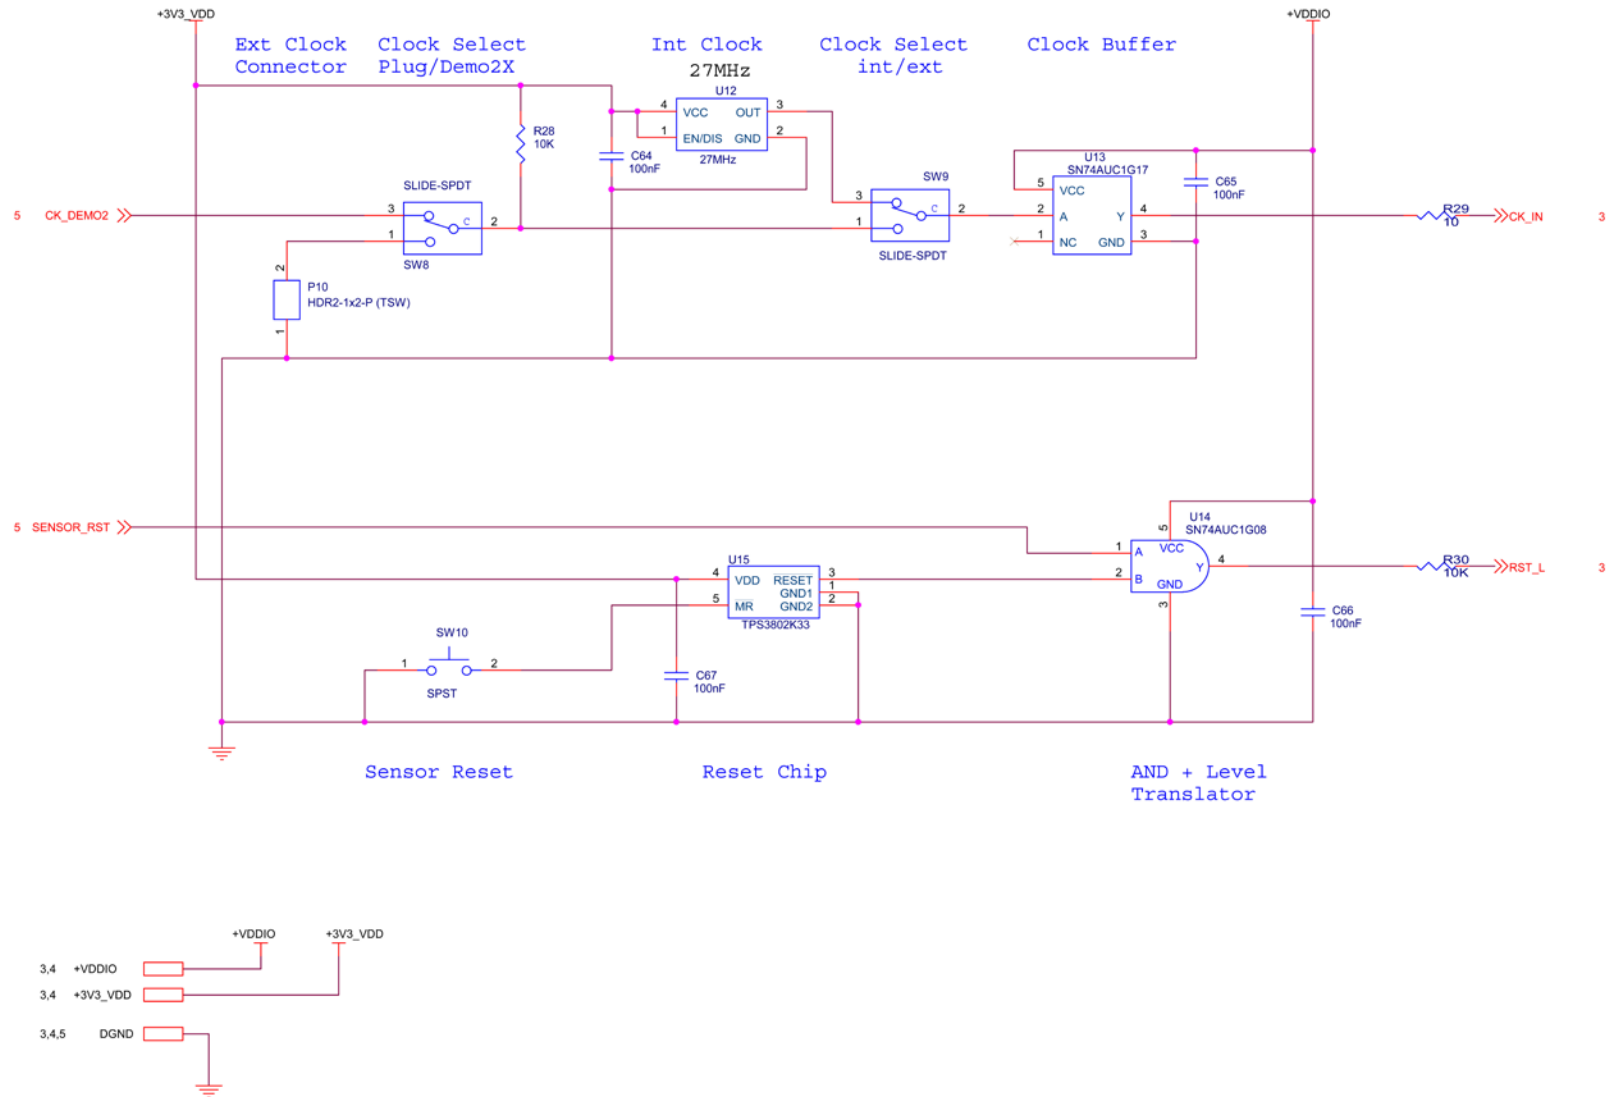 +3V3_VDD
+VDDIO
Ext Clock
Connector
Clock Select
Plug/Demo2X
Int Clock
27MHz
Clock Select
int/ext
Clock Buffer
U12
4 VCC OUT 3
1 EN/DIS GND 2
27MHz
R28
10K
C64
100nF
U13
SN74AUC1G17
5 VCC
2 A Y 4
1 NC GND 3
C65
100nF
SLIDE-SPDT
5 CK_DEMO2
3 C 2
1
SW8
SW9
3 C 2
1
SLIDE-SPDT
R29
10
CK_IN 3
2
P10
HDR2-1x2-P (TSW)
1
5 SENSOR_RST
U14
SN74AUC1G08
5
VCC
1 A
Y 4
2 B
GND
3
R30
10K
RST_L 3
U15
4 VDD RESET 3
GND1 1
5 MR GND2 2
TPS3802K33
C66
100nF
SW10
1 2
SPST
C67
100nF
Sensor Reset
Reset Chip
AND + Level
Translator
+VDDIO
+3V3_VDD
3,4 +VDDIO
3,4 +3V3_VDD
3,4,5 DGND